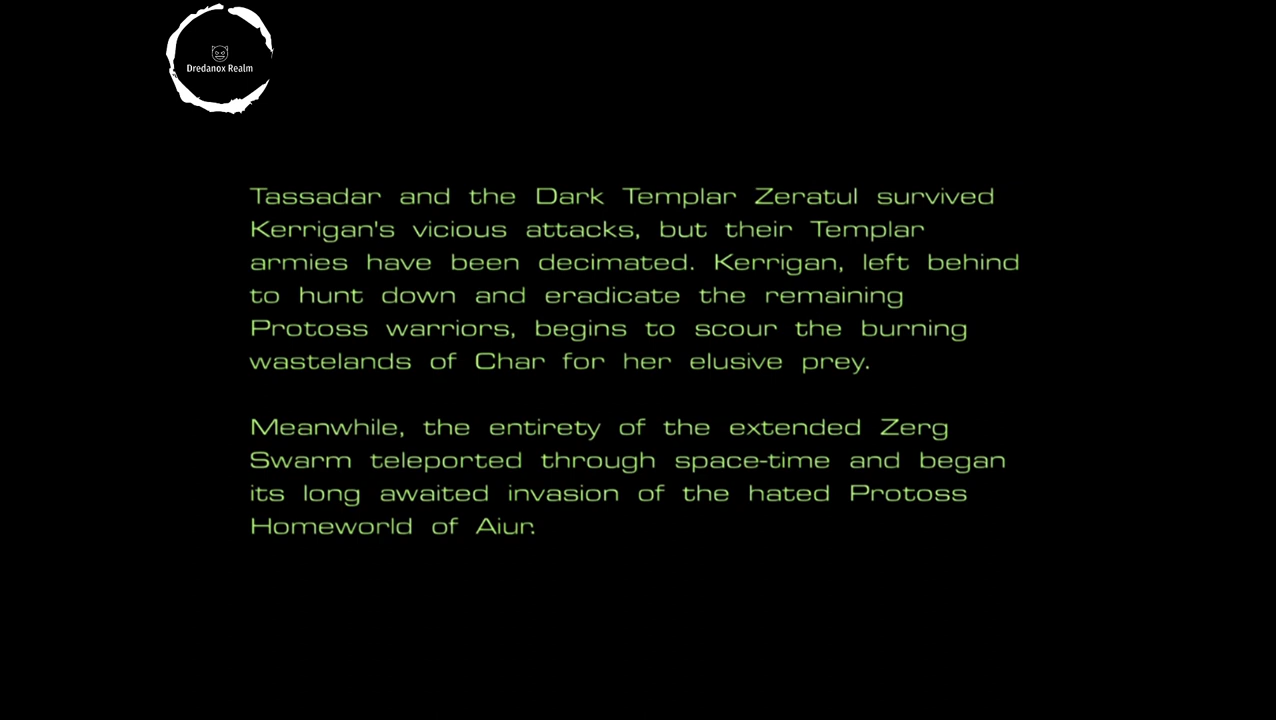 Dredanox Realm
Tassadar and the Dark Templar Zeratul survived
Kerrigan's vicious attacks, but their Templar
armies have been decimated. Kerrigan, left behind
to hunt down and eradicate the remaining
Protoss warriors, begins to scour the burning
wastelands of Char for her elusive prey.
Meanwhile, the entirety of the extended Zerg
Swarm teleported through space-time and began
its long awaited invasion of the hated Protoss
Homeworld of Aiur.